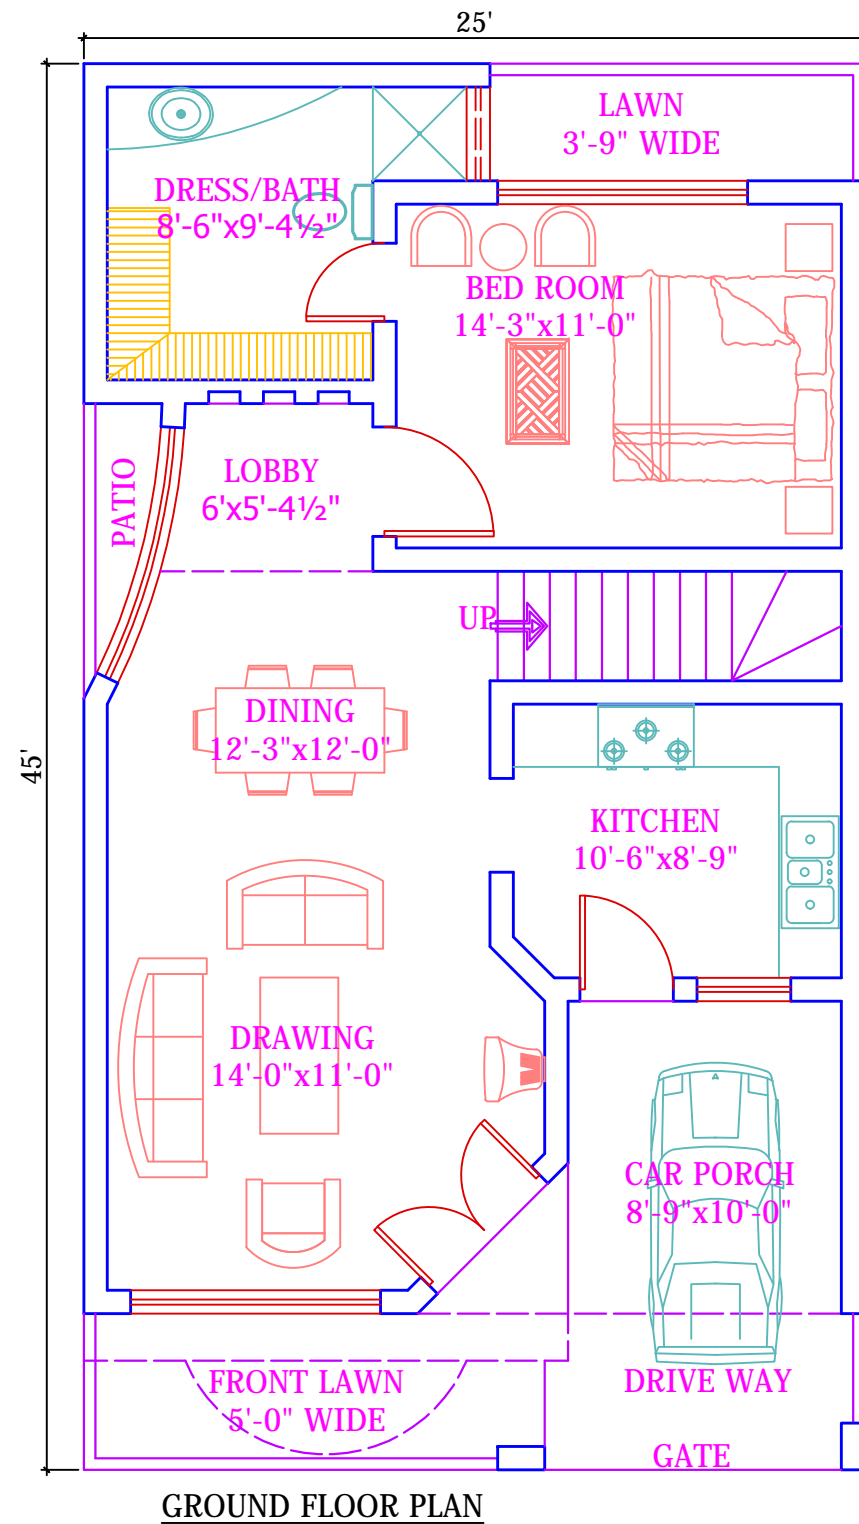 25'
LAWN
3'-9" WIDE
DRESS/BATH
8'-6"x9'-4½"
BED ROOM
14'-3"x11'-0"
PATIO
LOBBY
6'x5'-4½"
UP
45'
DINING
12'-3"x12'-0"
KITCHEN
10'-6"x8'-9"
DRAWING
14'-0"x11'-0"
CAR PORCH
8'-9"x10'-0"
FRONT LAWN
5'-0" WIDE
DRIVE WAY
GATE
GROUND FLOOR PLAN